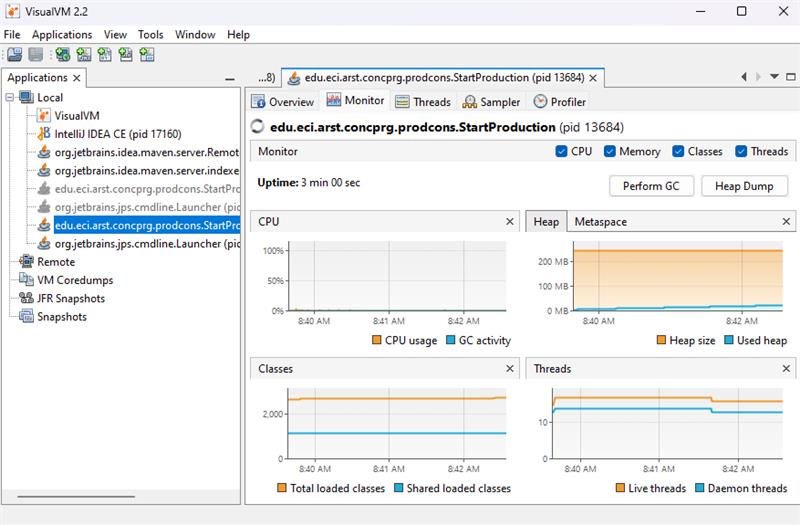 VisualVM 2.2
File Applications View Tools Window Help
Applications
...8) edu.eci.arst.concprg.prodcons.StartProduction (pid 13684)
Local
VisualVM
IntelliJ IDEA CE (pid 17160)
org.jetbrains.idea.maven.server.Remot
org.jetbrains.idea.maven.server.indexe
edu.eci.arst.concprg.prodcons.StartPro
org.jetbrains.jps.cmdline.Launcher (pid
edu.eci.arst.concprg.prodcons.StartPro
org.jetbrains.jps.cmdline.Launcher (pid
Remote
VM Coredumps
JFR Snapshots
Snapshots
Overview Monitor Threads Sampler Profiler
edu.eci.arst.concprg.prodcons.StartProduction (pid 13684)
Monitor CPU Memory Classes Threads
Uptime: 3 min 00 sec
Perform GC Heap Dump
CPU
100%
50%
0%
8:40 AM 8:41 AM 8:42 AM
CPU usage GC activity
Heap Metaspace
200 MB
100 MB
0 MB
8:40 AM 8:42 AM
Heap size Used heap
Classes
2,000
0
8:40 AM 8:41 AM 8:42 AM
Total loaded classes Shared loaded classes
Threads
10
0
8:40 AM 8:41 AM 8:42 AM
Live threads Daemon threads